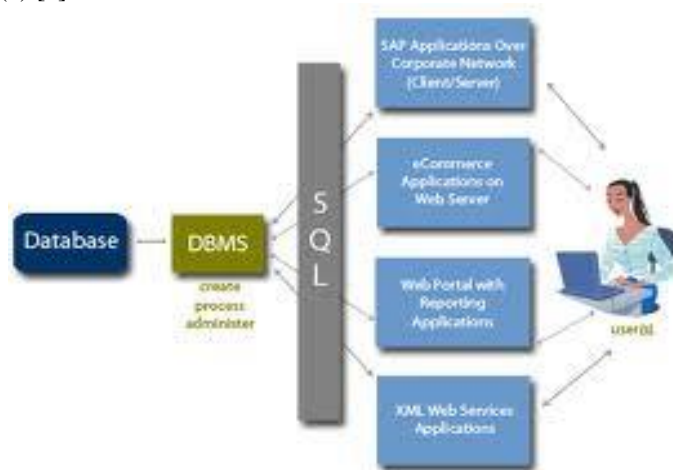 SAP Applications Over
Corporate Network
(Client/Server)
eCommerce
Applications on
Web Server
Database
DBMS
create
process
administer
S
Q
L
Web Portal with
Reporting
Applications
user(s)
XML Web Services
Applications